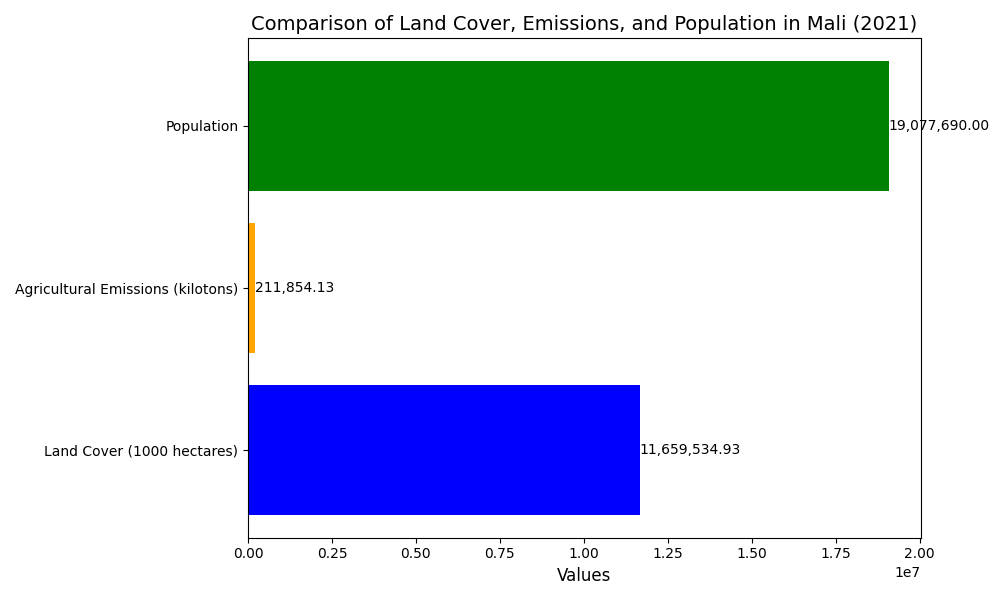 Comparison of Land Cover, Emissions, and Population in Mali (2021)
Population
19,077,690.00
Agricultural Emissions (kilotons)
211,854.13
Land Cover (1000 hectares)
11,659,534.93
0.00 0.25 0.50 0.75 1.00 1.25 1.50 1.75 2.00
1e7
Values